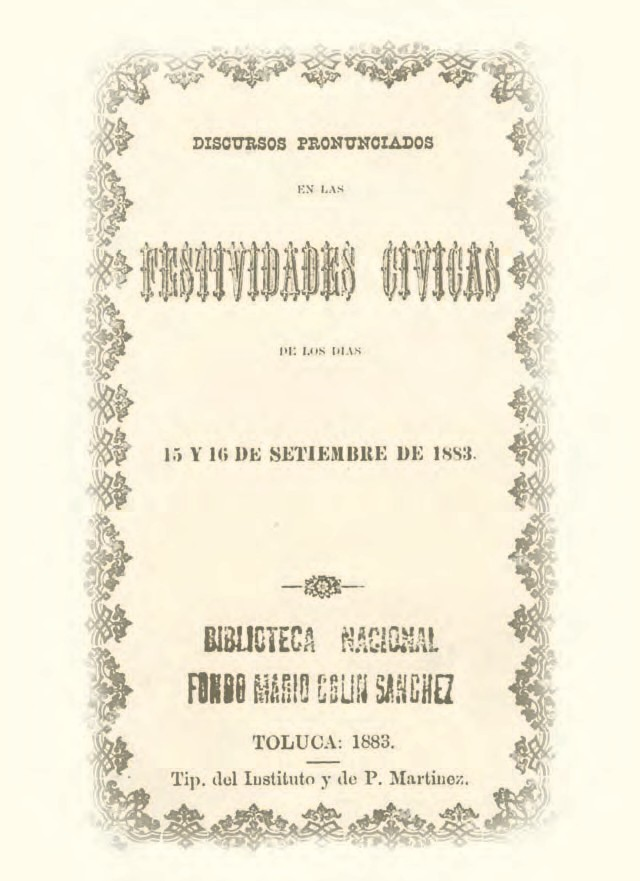 DISCURSOS PRONUNCIADOS
EN LAS
FESTIVIDADES CIVICAS
DE LOS DIAS
15 Y 16 DE SETIEMBRE DE 1883.
BIBLIOTECA NACIONAL
FONDO MARIO COLIN SANCHEZ
TOLUCA: 1883.
Tip. del Instituto y de P. Martinez.